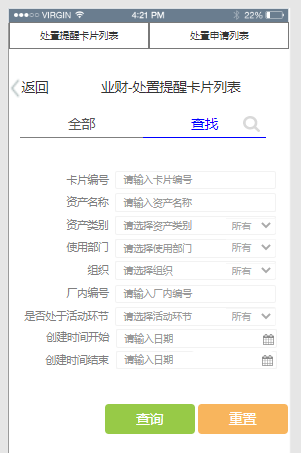 VIRGIN 4:21 PM 22%
处置提醒卡片列表 处置申请列表
返回 业财-处置提醒卡片列表
全部 查找
卡片编号 请输入卡片编号
资产名称 请输入资产名称
资产类别 请选择资产类别 所有
使用部门 请选择使用部门 所有
组织 请选择组织 所有
厂内编号 请输入厂内编号
是否处于活动环节 请选择活动环节 所有
创建时间开始 请输入日期
创建时间结束 请输入日期
查询 重置